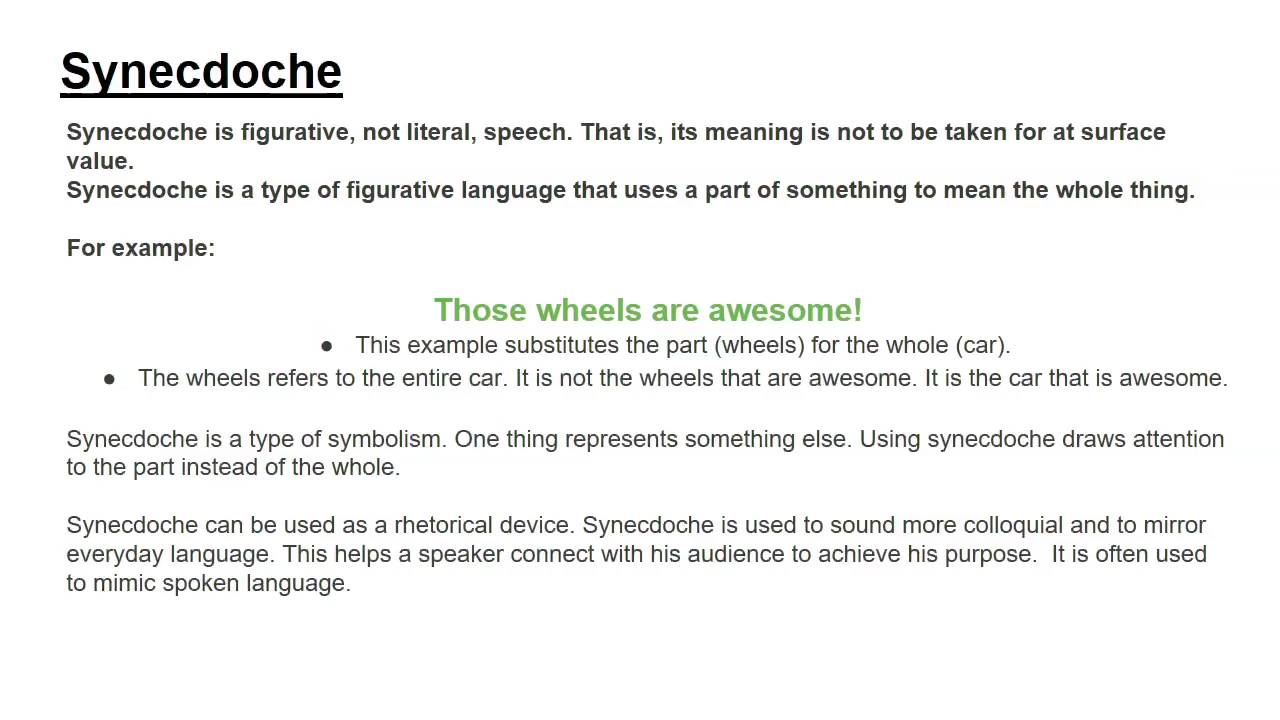 Synecdoche
Synecdoche is figurative, not literal, speech. That is, its meaning is not to be taken for at surface
value.
Synecdoche is a type of figurative language that uses a part of something to mean the whole thing.
For example:
Those wheels are awesome!
● This example substitutes the part (wheels) for the whole (car).
● The wheels refers to the entire car. It is not the wheels that are awesome. It is the car that is awesome.
Synecdoche is a type of symbolism. One thing represents something else. Using synecdoche draws attention
to the part instead of the whole.
Synecdoche can be used as a rhetorical device. Synecdoche is used to sound more colloquial and to mirror
everyday language. This helps a speaker connect with his audience to achieve his purpose.  It is often used
to mimic spoken language.